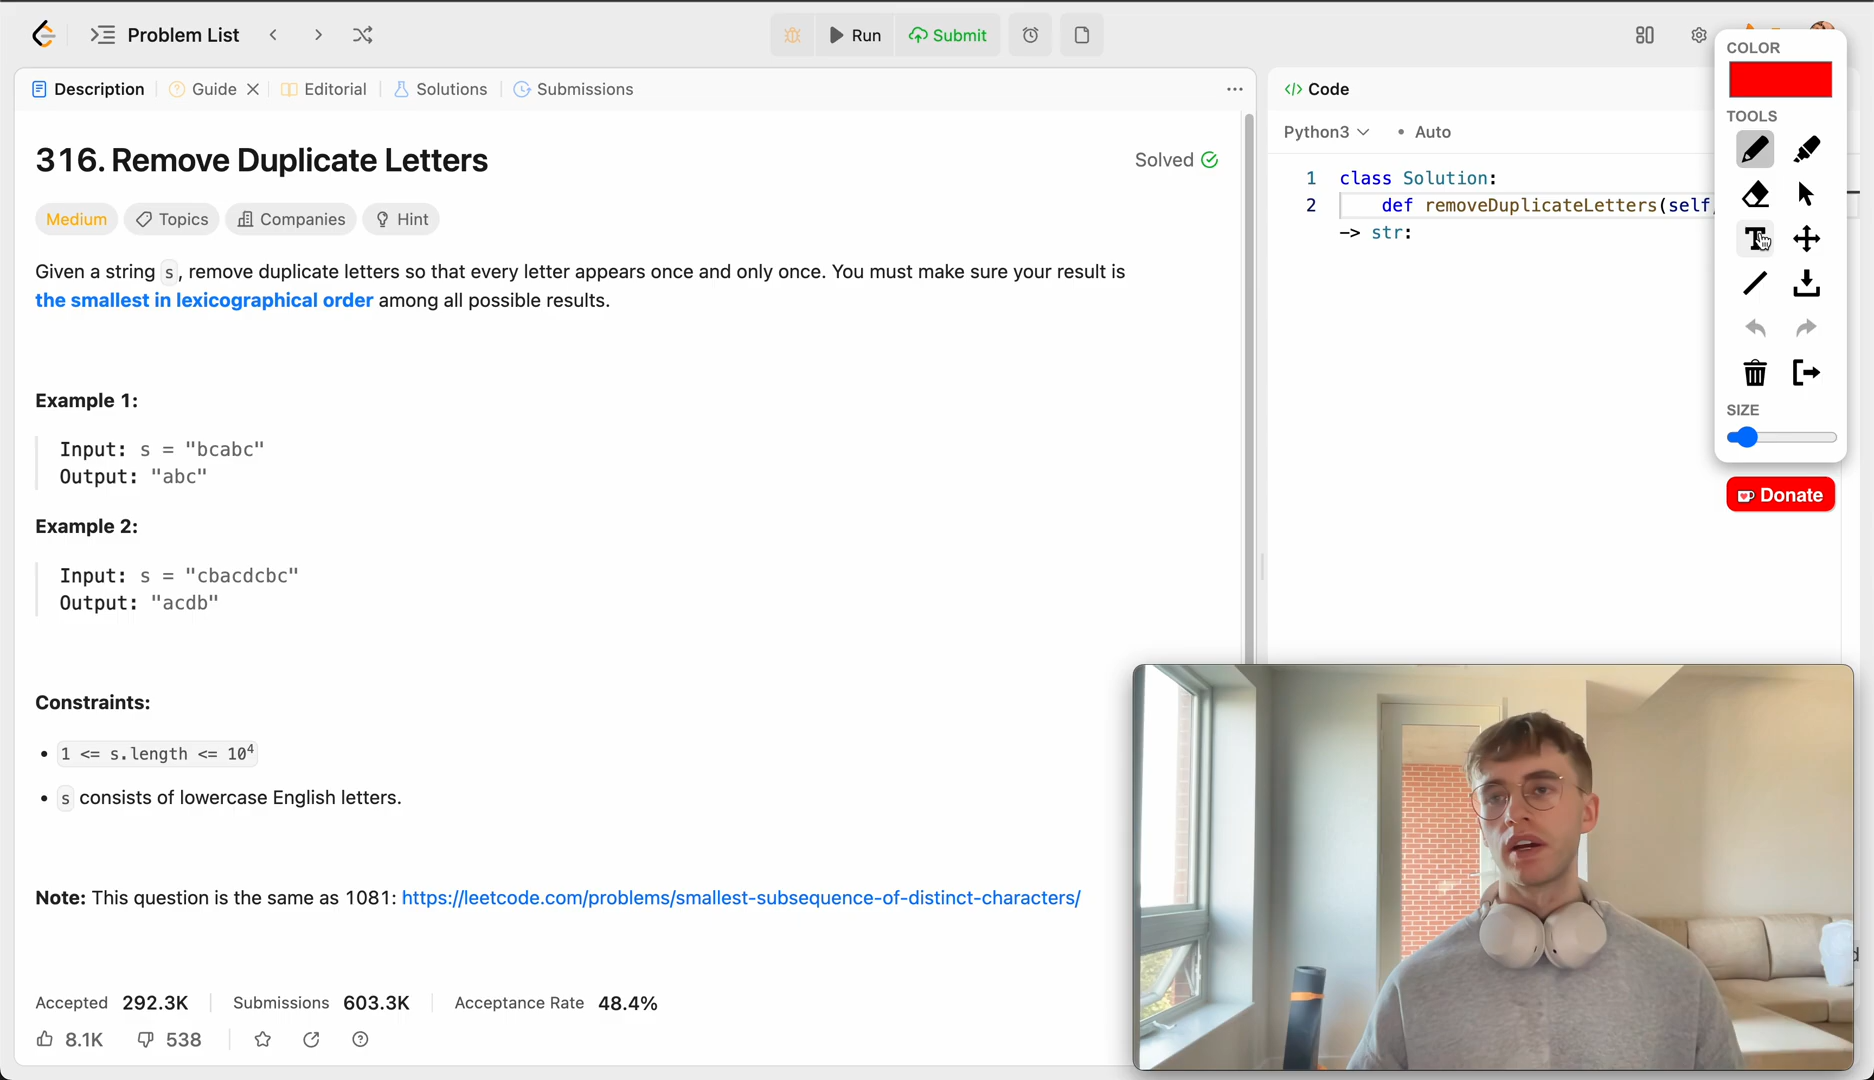 Problem List
Run
Submit
Description
Guide
Editorial
Solutions
Submissions
316. Remove Duplicate Letters
Solved
Medium
Topics
Companies
Hint
Given a string s, remove duplicate letters so that every letter appears once and only once. You must make sure your result is
the smallest in lexicographical order among all possible results.
Example 1:
Input: s = "bcabc"
Output: "abc"
Example 2:
Input: s = "cbacdcbc"
Output: "acdb"
Constraints:
• 1 <= s.length <= 10⁴
• s consists of lowercase English letters.
Note: This question is the same as 1081: https://leetcode.com/problems/smallest-subsequence-of-distinct-characters/
Accepted 292.3K
Submissions 603.3K
Acceptance Rate 48.4%
8.1K
538
</> Code
Python3
• Auto
1 class Solution:
2 def removeDuplicateLetters(self,
-> str:
COLOR
TOOLS
SIZE
Donate